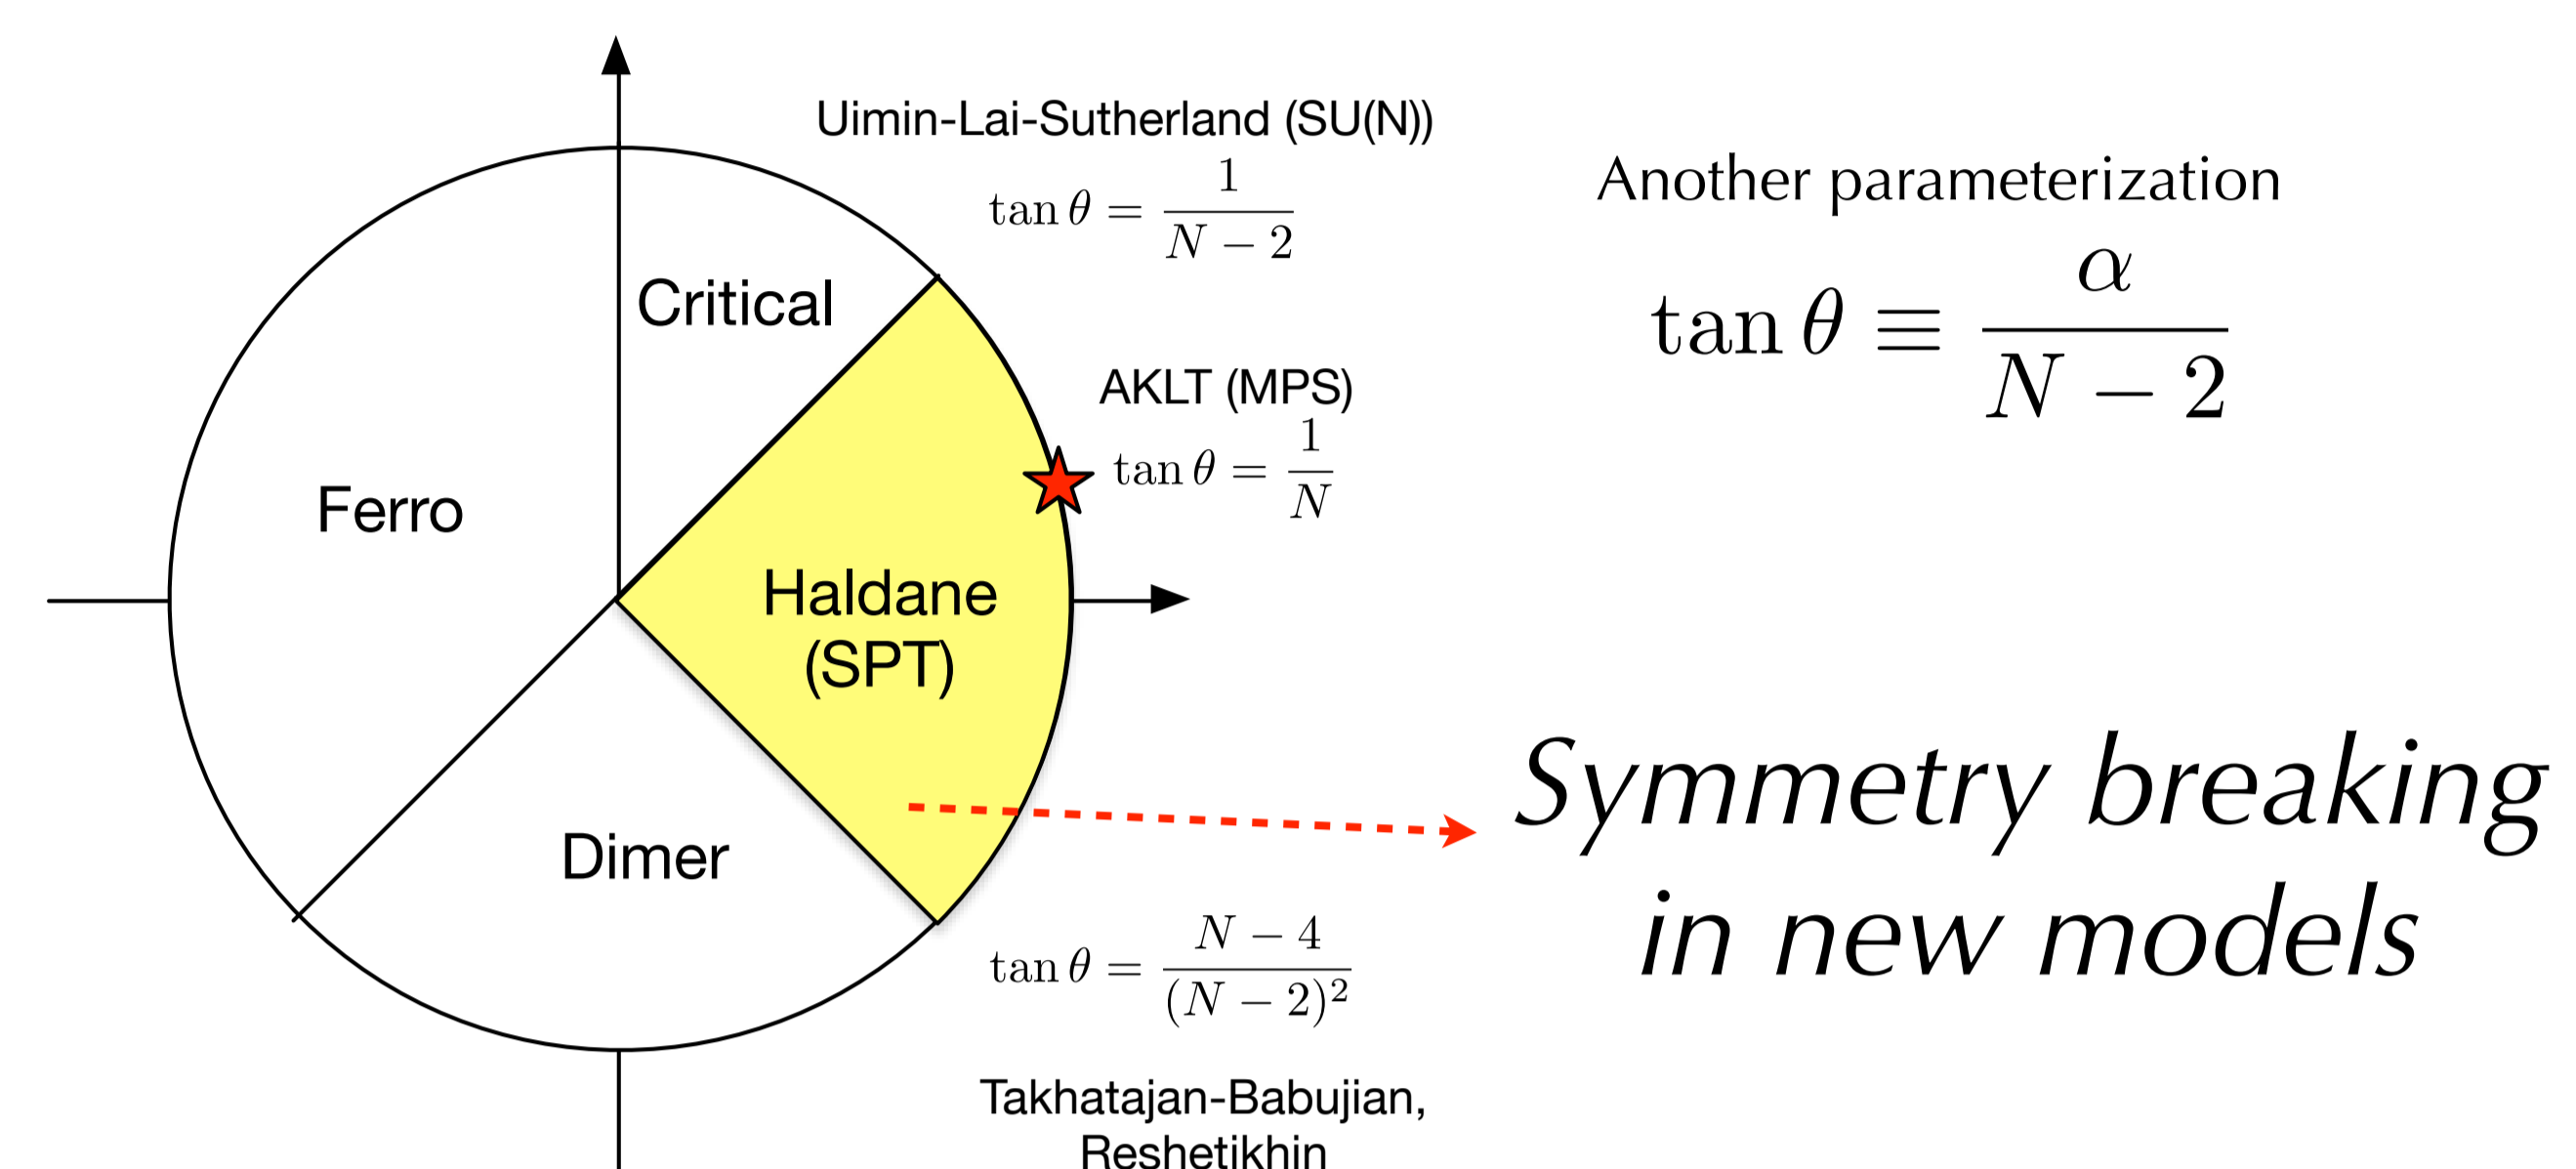 Uimin-Lai-Sutherland (SU(N))
tan θ = 1 / (N − 2)
Another parameterization
tan θ ≡ α / (N − 2)
Critical
AKLT (MPS)
tan θ = 1 / N
Ferro
Haldane
(SPT)
Symmetry breaking
in new models
Dimer
tan θ = (N − 4) / (N − 2)²
Takhatajan-Babujian,
Reshetikhin